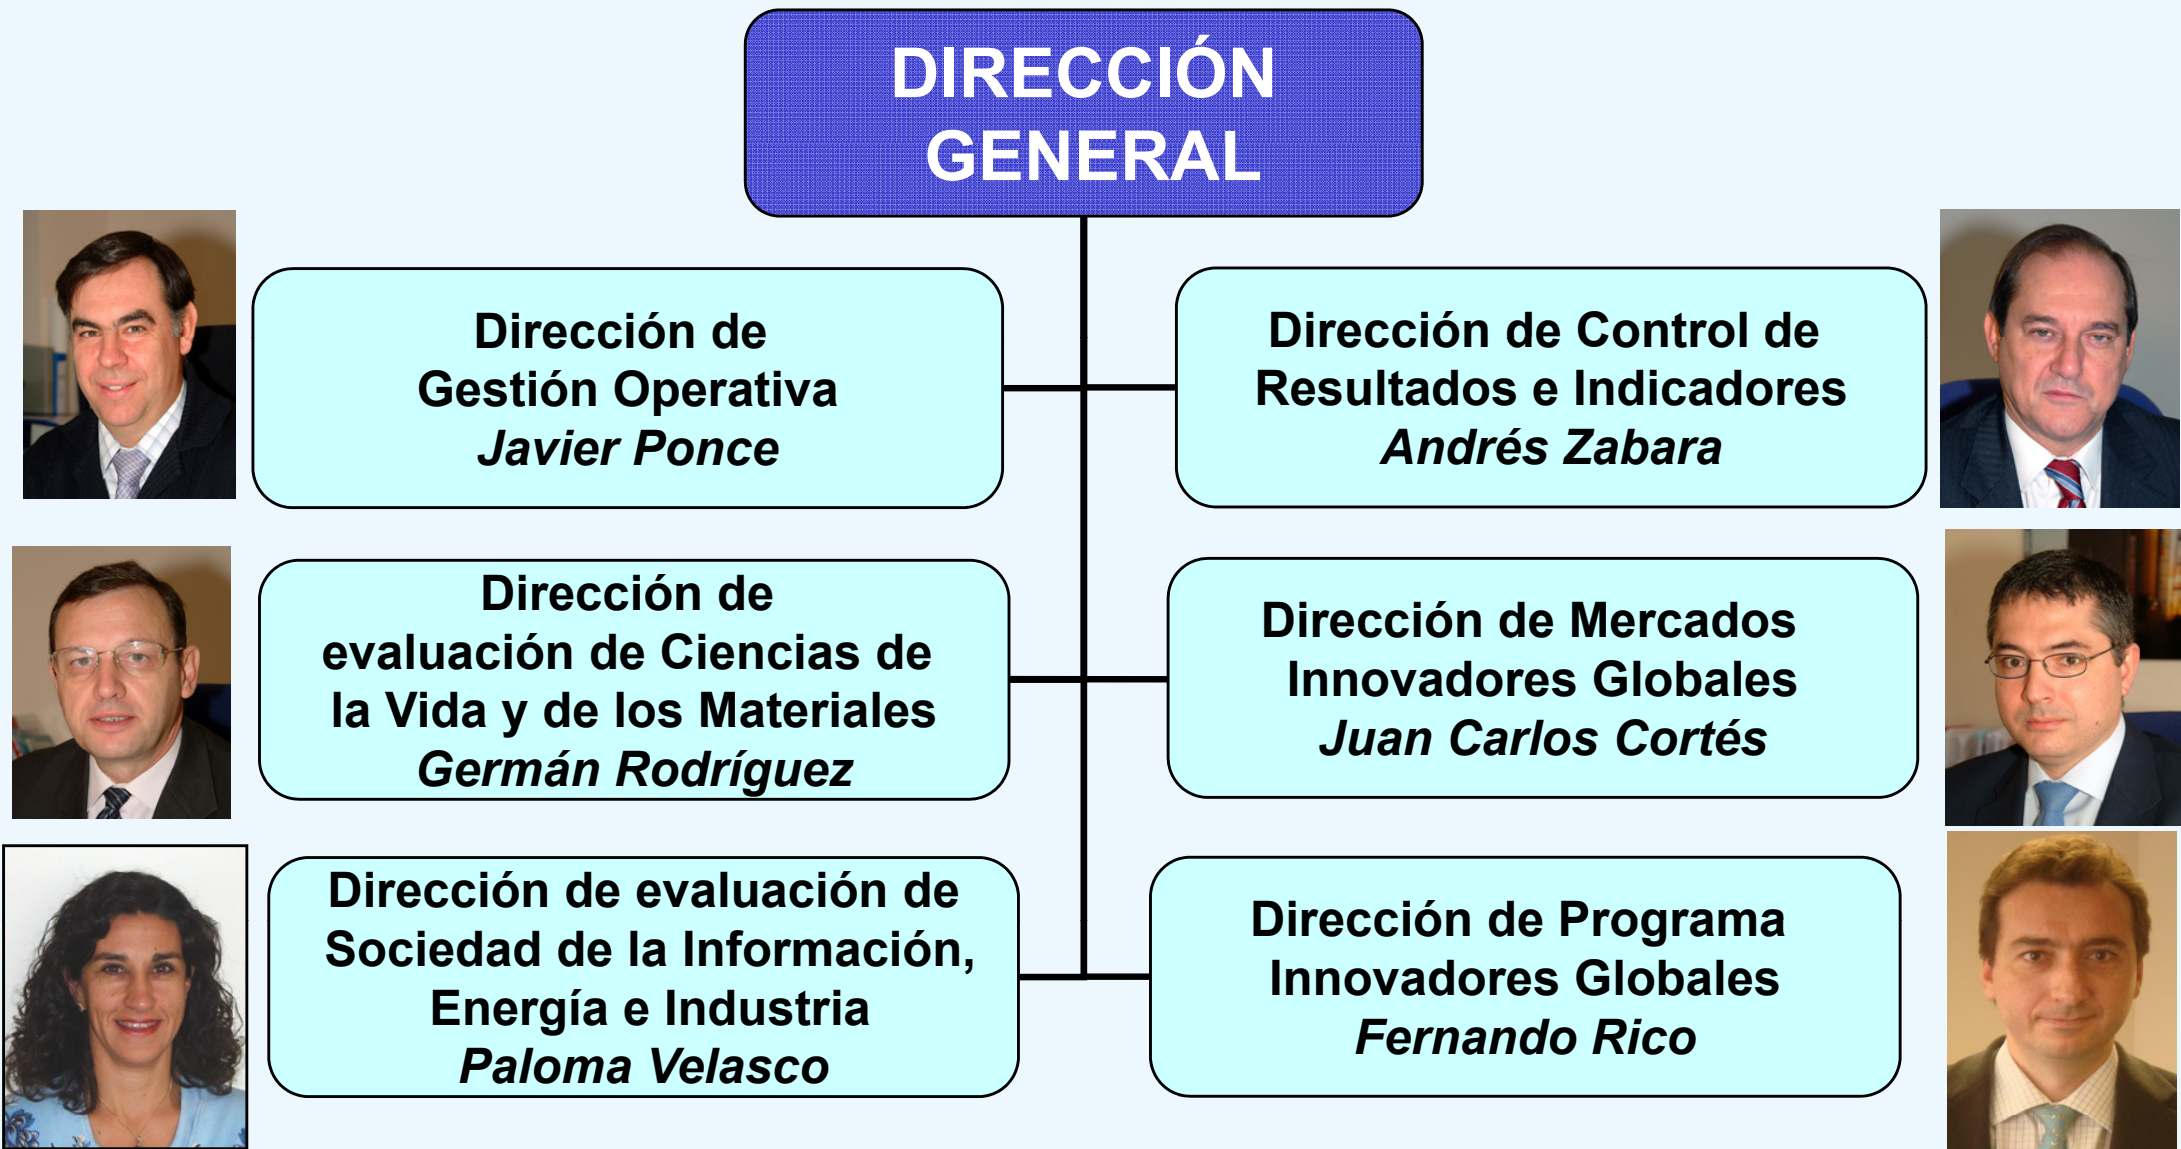 DIRECCIÓN
GENERAL
Dirección de
Gestión Operativa
Javier Ponce
Dirección de Control de
Resultados e Indicadores
Andrés Zabara
Dirección de
evaluación de Ciencias de
la Vida y de los Materiales
Germán Rodríguez
Dirección de Mercados
Innovadores Globales
Juan Carlos Cortés
Dirección de evaluación de
Sociedad de la Información,
Energía e Industria
Paloma Velasco
Dirección de Programa
Innovadores Globales
Fernando Rico